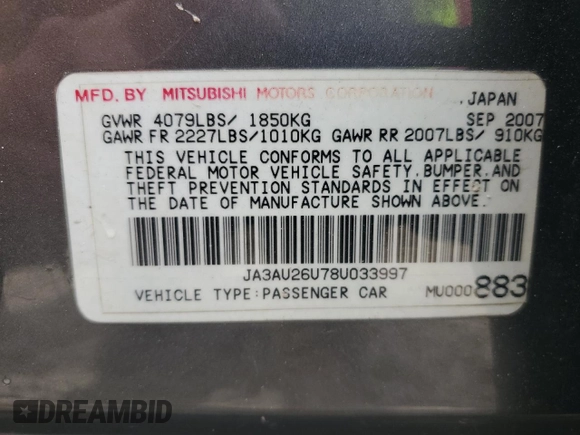 MFD. BY MITSUBISHI MOTORS CORPORATION
, JAPAN
GVWR 4079LBS/ 1850KG SEP 2007
GAWR FR 2227LBS/1010KG GAWR RR 2007LBS/ 910KG
THIS VEHICLE CONFORMS TO ALL APPLICABLE
FEDERAL MOTOR VEHICLE SAFETY, BUMPER, AND
THEFT PREVENTION STANDARDS IN EFFECT ON
THE DATE OF MANUFACTURE SHOWN ABOVE.
JA3AU26U78U033997
VEHICLE TYPE:PASSENGER CAR MU000883
DREAMBID